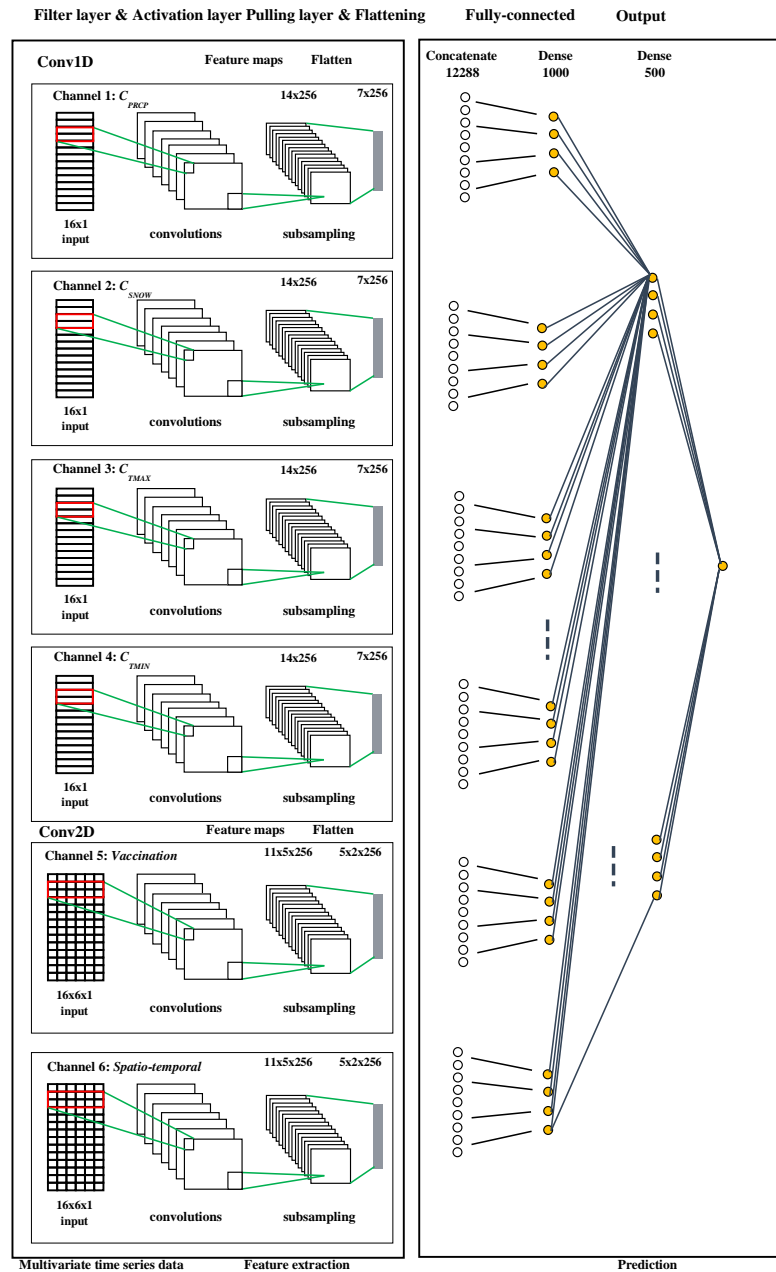 Filter layer & Activation layer Pulling layer & Flattening Fully-connected Output
Conv1D Feature maps Flatten
Channel 1: C PRCP 14x256 7x256
16x1
input
convolutions subsampling
Channel 2: C SNOW 14x256 7x256
16x1
input
convolutions subsampling
Channel 3: C TMAX 14x256 7x256
16x1
input
convolutions subsampling
Channel 4: C TMIN 14x256 7x256
16x1
input
convolutions subsampling
Conv2D Feature maps Flatten
Channel 5: Vaccination 11x5x256 5x2x256
16x6x1
input
convolutions subsampling
Channel 6: Spatio-temporal 11x5x256 5x2x256
16x6x1
input
convolutions subsampling
Multivariate time series data Feature extraction
Concatenate Dense Dense
12288 1000 500
Prediction